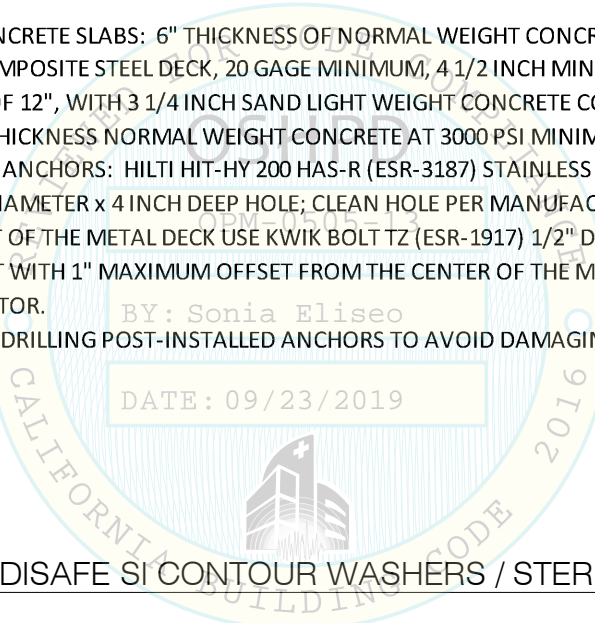 NCRETE SLABS: 6" THICKNESS OF NORMAL WEIGHT CONCR
MPOSITE STEEL DECK, 20 GAGE MINIMUM, 4 1/2 INCH MIN
OF 12", WITH 3 1/4 INCH SAND LIGHT WEIGHT CONCRETE CO
HICKNESS NORMAL WEIGHT CONCRETE AT 3000 PSI MINIM
ANCHORS: HILTI HIT-HY 200 HAS-R (ESR-3187) STAINLESS
IAMETER x 4 INCH DEEP HOLE; CLEAN HOLE PER MANUFAC
T OF THE METAL DECK USE KWIK BOLT TZ (ESR-1917) 1/2" D
T WITH 1" MAXIMUM OFFSET FROM THE CENTER OF THE M
TOR.
DRILLING POST-INSTALLED ANCHORS TO AVOID DAMAGIN
REVIEWED FOR CODE COMPLIANCE
OSHPD
OPM-0505-13
BY: Sonia Eliseo
DATE: 09/23/2019
CALIFORNIA BUILDING CODE 2016
DISAFE SI CONTOUR WASHERS / STER